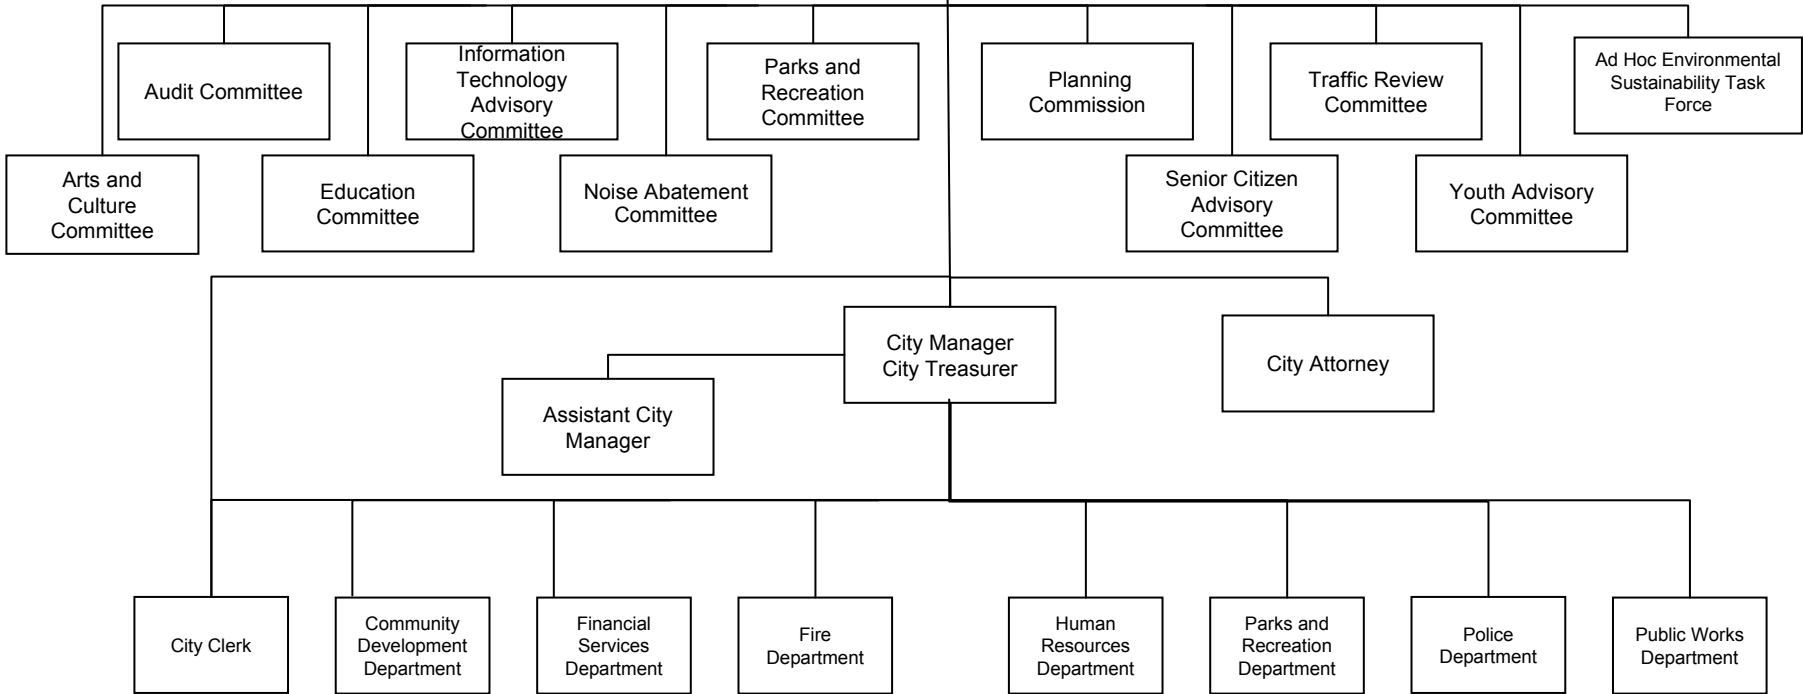 Audit Committee
Information
Technology
Advisory
Committee
Parks and
Recreation
Committee
Planning
Commission
Traffic Review
Committee
Ad Hoc Environmental
Sustainability Task
Force
Arts and
Culture
Committee
Education
Committee
Noise Abatement
Committee
Senior Citizen
Advisory
Committee
Youth Advisory
Committee
City Manager
City Treasurer
City Attorney
Assistant City
Manager
City Clerk
Community
Development
Department
Financial
Services
Department
Fire
Department
Human
Resources
Department
Parks and
Recreation
Department
Police
Department
Public Works
Department